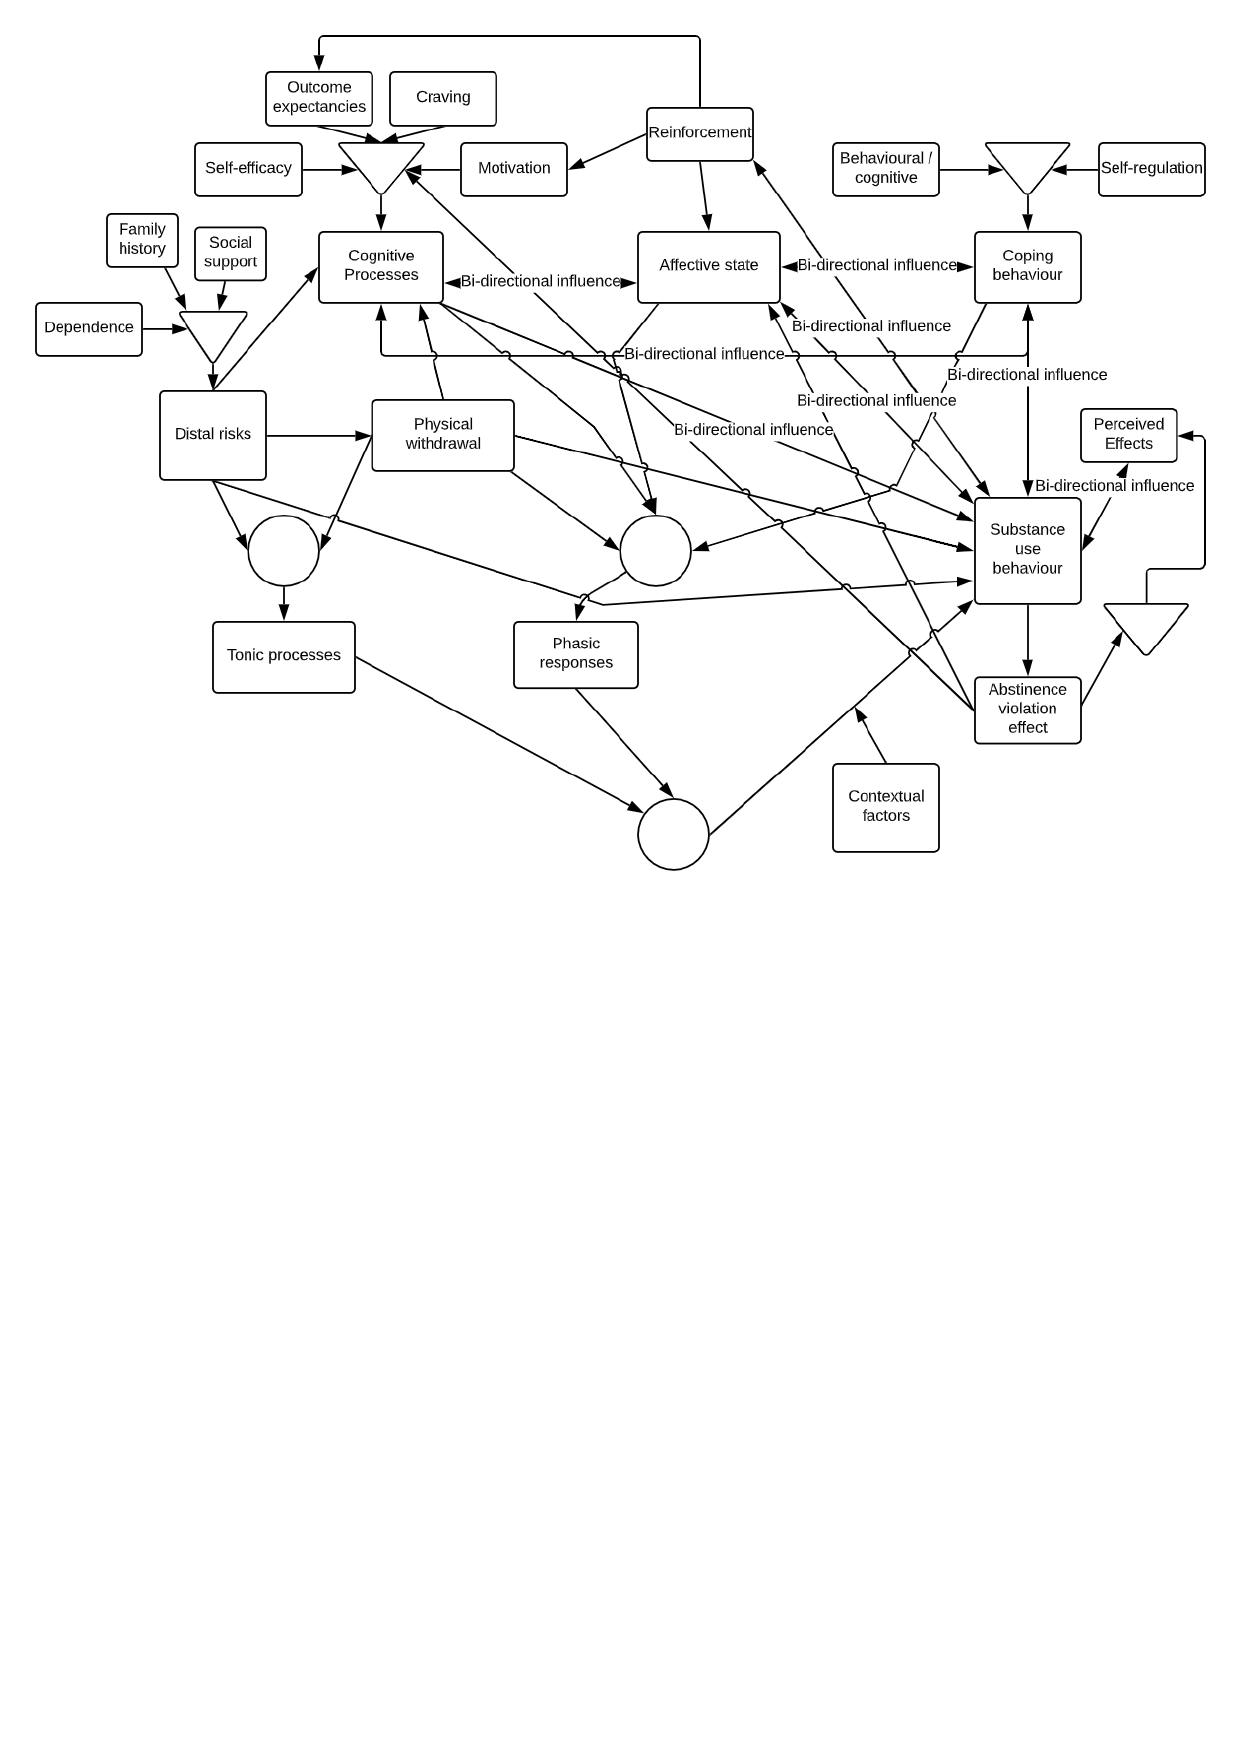 Outcome
expectancies
Craving
Reinforcement
Self-efficacy
Motivation
Behavioural /
cognitive
Self-regulation
Family
history
Social
support
Cognitive
Processes
Affective state
Coping
behaviour
Bi-directional influence
Bi-directional influence
Dependence
Bi-directional influence
Bi-directional influence
Bi-directional influence
Bi-directional influence
Bi-directional influence
Distal risks
Physical
withdrawal
Perceived
Effects
Bi-directional influence
Substance
use
behaviour
Tonic processes
Phasic
responses
Abstinence
violation
effect
Contextual
factors